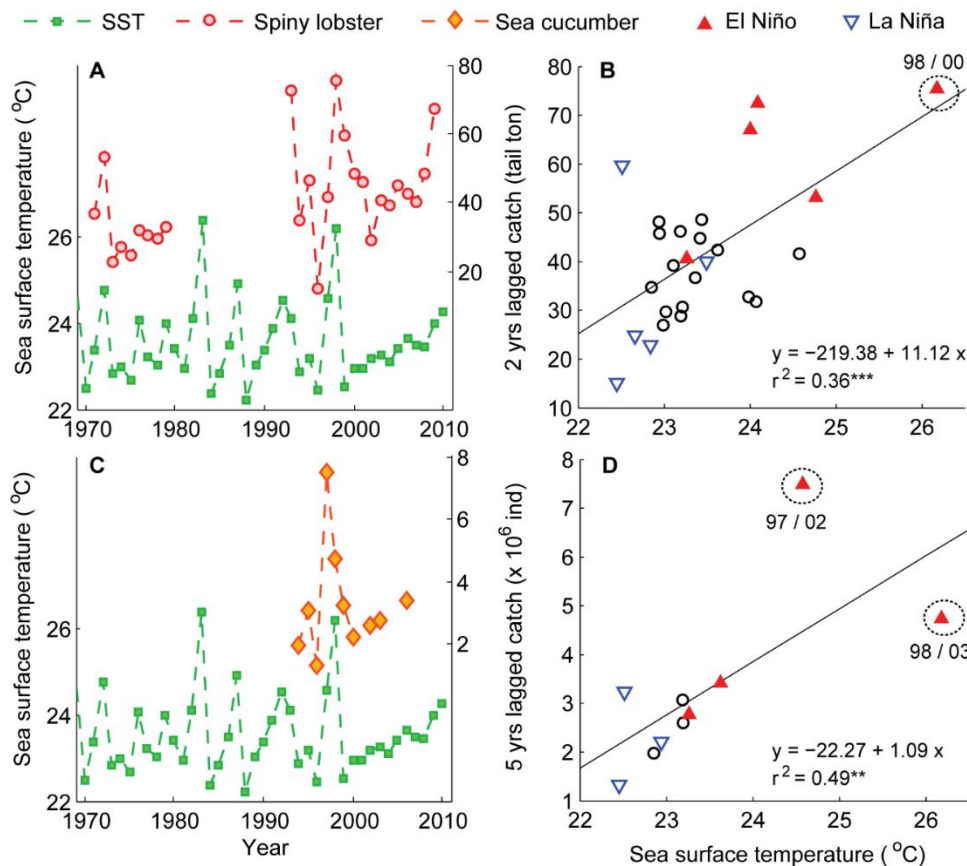 SST Spiny lobster Sea cucumber El Niño La Niña
A
Sea surface temperature ( °C)
26
24
22
80
60
40
20
1970 1980 1990 2000 2010
B
2 yrs lagged catch (tail ton)
80
70
60
50
40
30
20
10
98 / 00
y = −219.38 + 11.12 x
r² = 0.36***
22 23 24 25 26
C
Sea surface temperature ( °C)
26
24
22
8
6
4
2
1970 1980 1990 2000 2010
Year
D
5 yrs lagged catch (x 10⁶ ind)
8
7
6
5
4
3
2
1
97 / 02
98 / 03
y = −22.27 + 1.09 x
r² = 0.49**
22 23 24 25 26
Sea surface temperature ( °C)